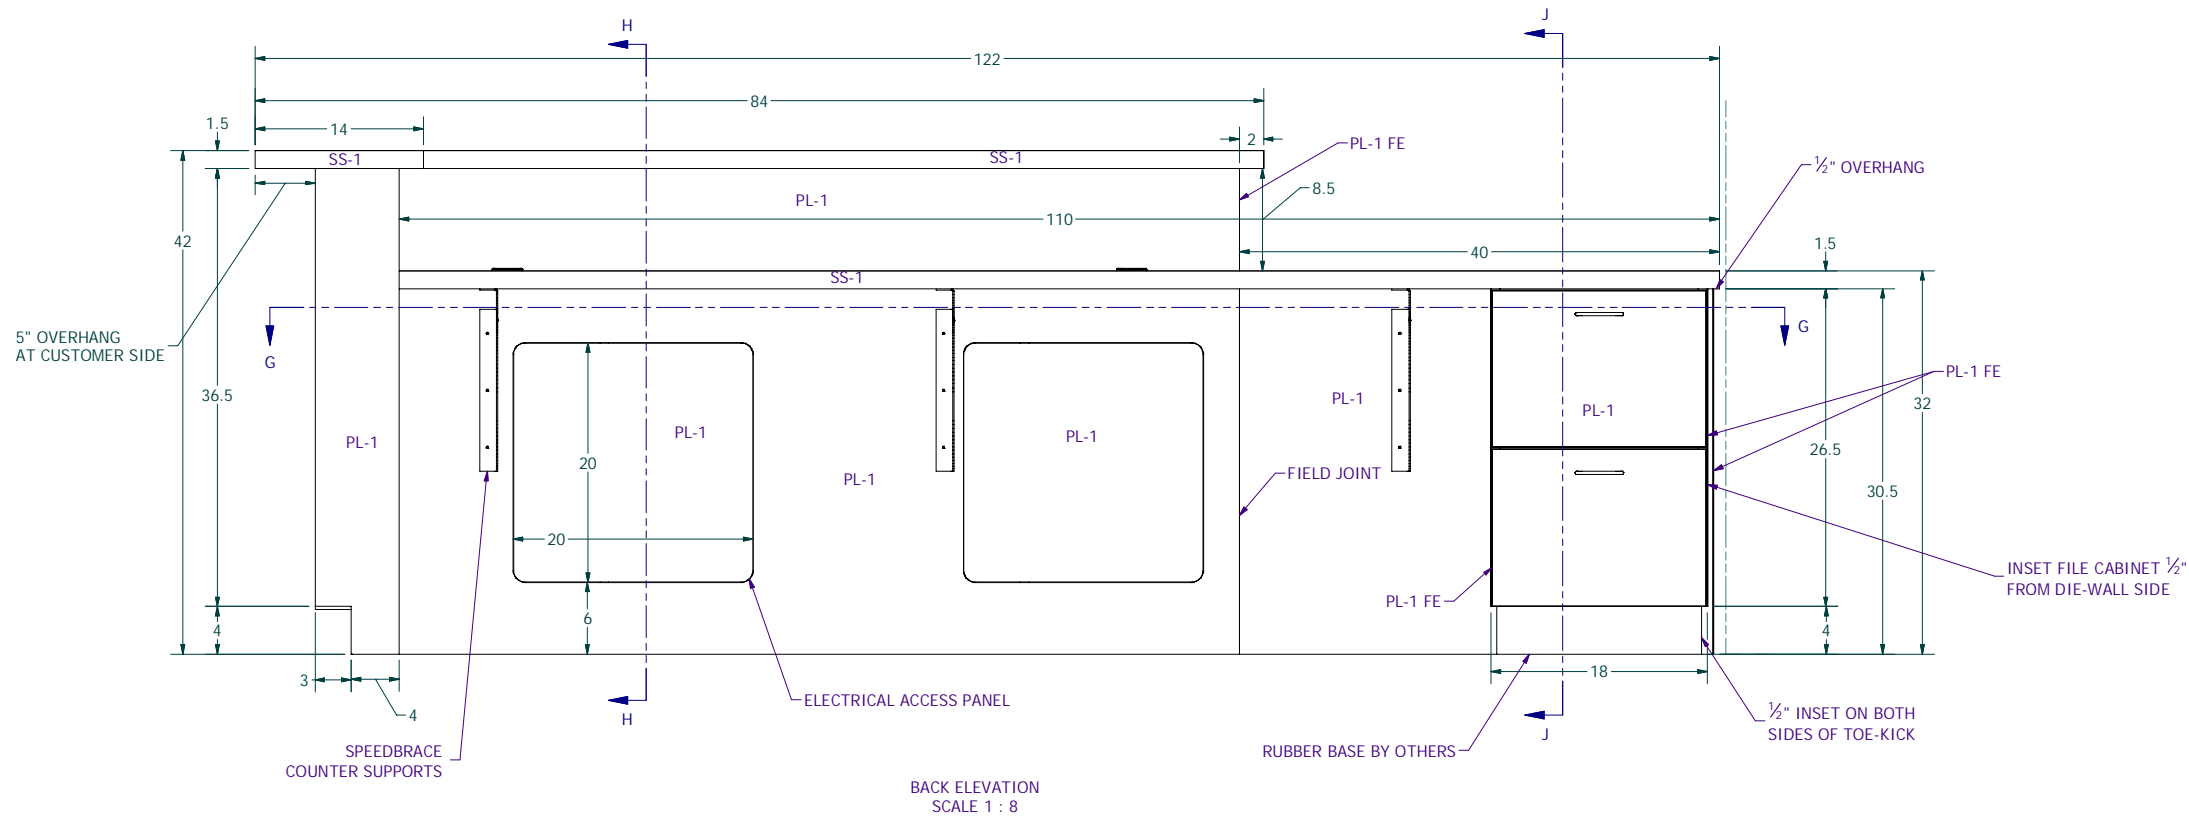 H
J
122
84
1.5
14
2
SS-1
SS-1
PL-1 FE
½" OVERHANG
8.5
PL-1
110
42
40
1.5
SS-1
5" OVERHANG
AT CUSTOMER SIDE
G
G
36.5
PL-1 FE
PL-1
PL-1
32
PL-1
PL-1
PL-1
26.5
20
FIELD JOINT
PL-1
30.5
20
INSET FILE CABINET ½"
FROM DIE-WALL SIDE
PL-1 FE
6
4
4
3
18
4
ELECTRICAL ACCESS PANEL
H
½" INSET ON BOTH
SIDES OF TOE-KICK
J
SPEEDBRACE
COUNTER SUPPORTS
RUBBER BASE BY OTHERS
BACK ELEVATION
SCALE 1 : 8